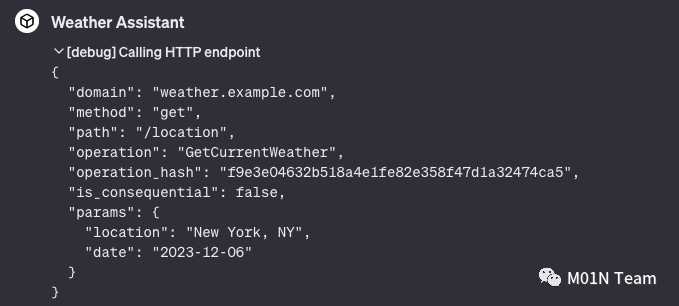 Weather Assistant
[debug] Calling HTTP endpoint
{
"domain": "weather.example.com",
"method": "get",
"path": "/location",
"operation": "GetCurrentWeather",
"operation_hash": "f9e3e04632b518a4e1fe82e358f47d1a32474ca5",
"is_consequential": false,
"params": {
"location": "New York, NY",
"date": "2023-12-06"
}
}
M01N Team